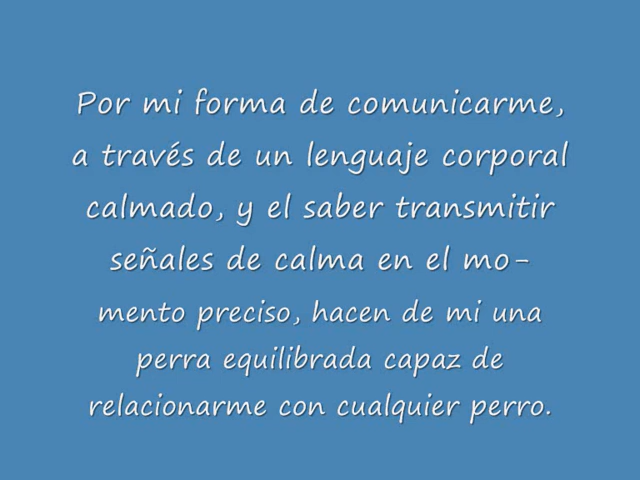 Por mi forma de comunicarme,
a través de un lenguaje corporal
calmado, y el saber transmitir
señales de calma en el mo-
mento preciso, hacen de mi una
perra equilibrada capaz de
relacionarme con cualquier perro.